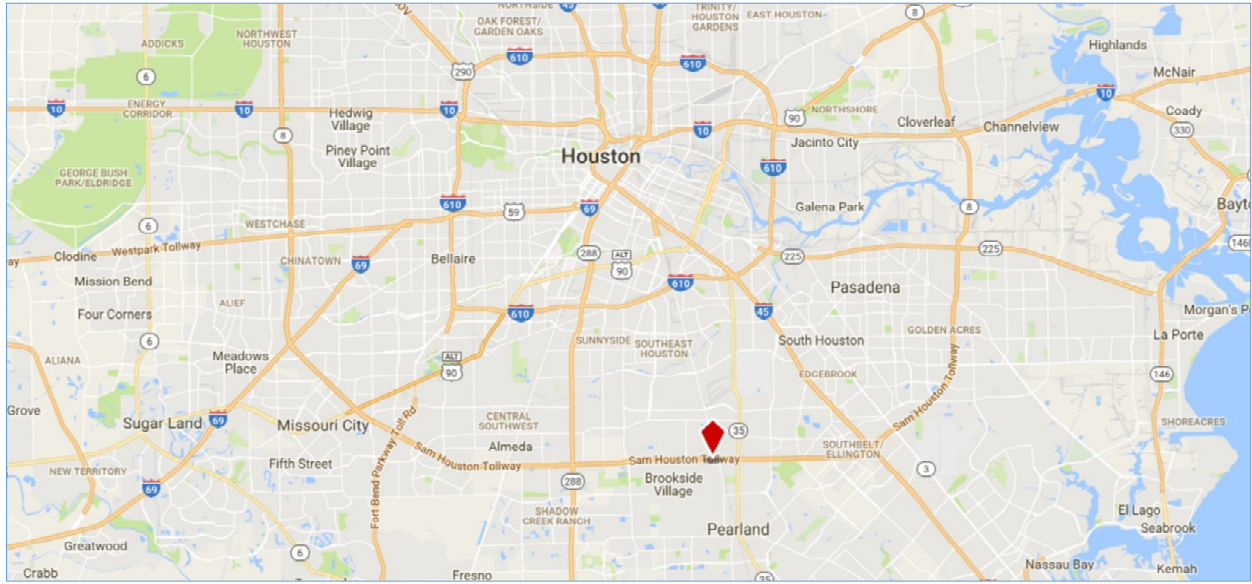 NORTHSIDE
45
TRINITY/
HOUSTON
GARDENS
EAST HOUSTON
8
OAK FOREST/
GARDEN OAKS
ADDICKS
NORTHWEST
HOUSTON
Highlands
610
610
6
290
McNair
ENERGY
CORRIDOR
10
10
10
10
Hedwig
Village
NORTHSHORE
90
Coady
Cloverleaf
Channelview
330
8
10
Jacinto City
Piney Point
Village
Houston
610
GEORGE BUSH
PARK/ELDRIDGE
610
59
69
Galena Park
8
6
WESTCHASE
Westpark Tollway
Clodine
ay
CHINATOWN
69
Bellaire
288
ALT
90
225
225
146
Mission Bend
610
Pasadena
ALIEF
Four Corners
610
45
Morgan's P
6
SUNNYSIDE
SOUTHEAST
HOUSTON
South Houston
GOLDEN ACRES
La Porte
ALIANA
Meadows
Place
ALT
90
EDGEBROOK
146
Grove
Sugar Land
69
Missouri City
Fort Bend Parkway Toll Rd
CENTRAL
SOUTHWEST
35
Sam Houston Tollway
SHOREACRES
Almeda
SOUTHBELT/
ELLINGTON
Fifth Street
Sam Houston Tollway
Sam Houston Tollway
NEW TERRITORY
3
69
288
Brookside
Village
SHADOW
CREEK RANCH
El Lago
Seabrook
Pearland
Greatwood
6
Nassau Bay
Kemah
Crabb
Fresno
35